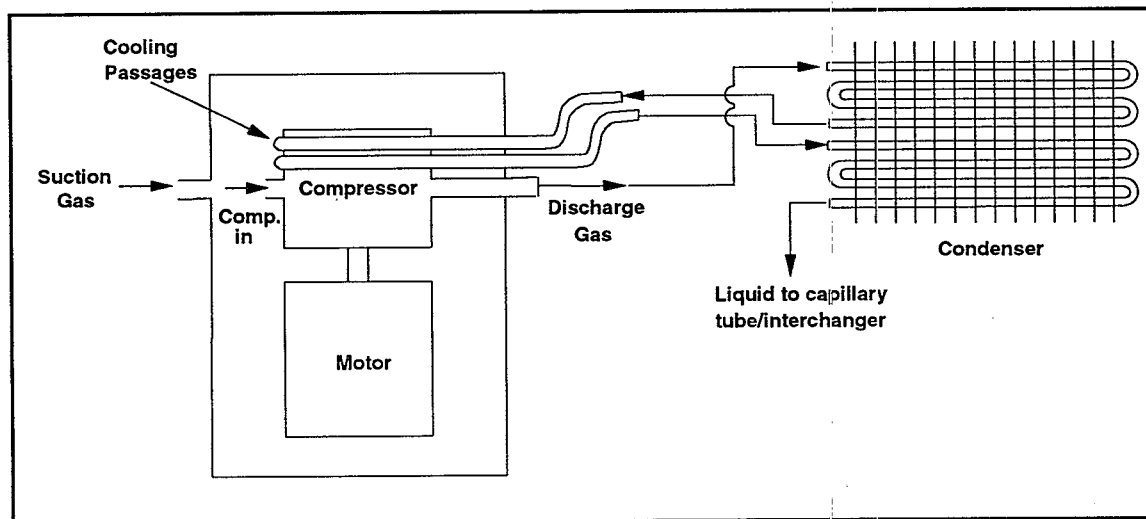 Cooling
Passages
Suction
Gas
Comp.
in
Compressor
Discharge
Gas
Motor
Condenser
Liquid to capillary
tube/interchanger